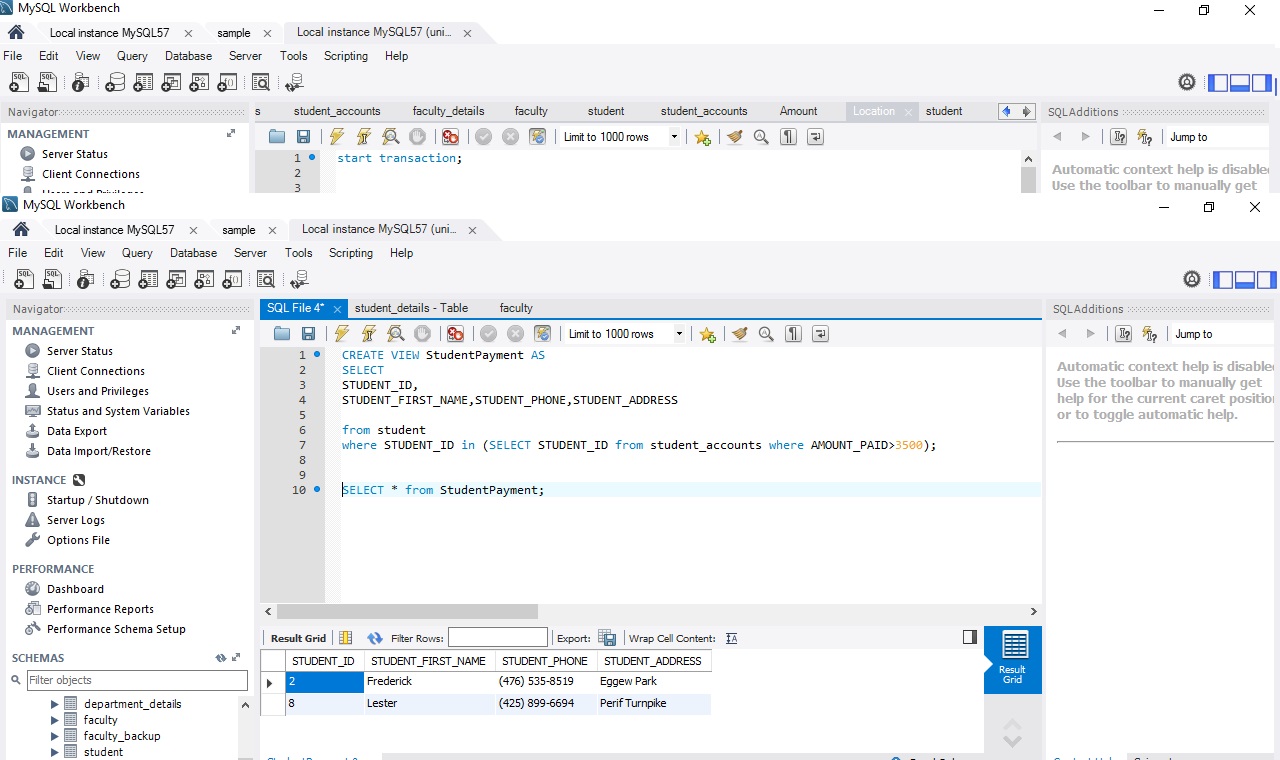 MySQL Workbench
Local instance MySQL57 sample Local instance MySQL57 (uni...
File Edit View Query Database Server Tools Scripting Help
Navigator s student_accounts faculty_details faculty student student_accounts Amount Location student SQLAdditions
MANAGEMENT Limit to 1000 rows Jump to
Server Status 1 start transaction;
Client Connections 2 Automatic context help is disable
Users and Privileges 3 Use the toolbar to manually get
MySQL Workbench
Local instance MySQL57 sample Local instance MySQL57 (uni...
File Edit View Query Database Server Tools Scripting Help
Navigator SQL File 4* student_details - Table faculty SQLAdditions
MANAGEMENT Limit to 1000 rows Jump to
Server Status
Client Connections
Users and Privileges
Status and System Variables
Data Export
Data Import/Restore
INSTANCE
Startup / Shutdown
Server Logs
Options File
PERFORMANCE
Dashboard
Performance Reports
Performance Schema Setup
SCHEMAS
Filter objects
department_details
faculty
faculty_backup
student
1 CREATE VIEW StudentPayment AS
2 SELECT
3 STUDENT_ID,
4 STUDENT_FIRST_NAME,STUDENT_PHONE,STUDENT_ADDRESS
5
6 from student
7 where STUDENT_ID in (SELECT STUDENT_ID from student_accounts where AMOUNT_PAID>3500);
8
9
10 SELECT * from StudentPayment;
Automatic context help is disable
Use the toolbar to manually get
help for the current caret positio
or to toggle automatic help.
Result Grid Filter Rows: Export: Wrap Cell Content:
STUDENT_ID STUDENT_FIRST_NAME STUDENT_PHONE STUDENT_ADDRESS
2 Frederick (476) 535-8519 Eggew Park
8 Lester (425) 899-6694 Perif Turnpike
Result
Grid